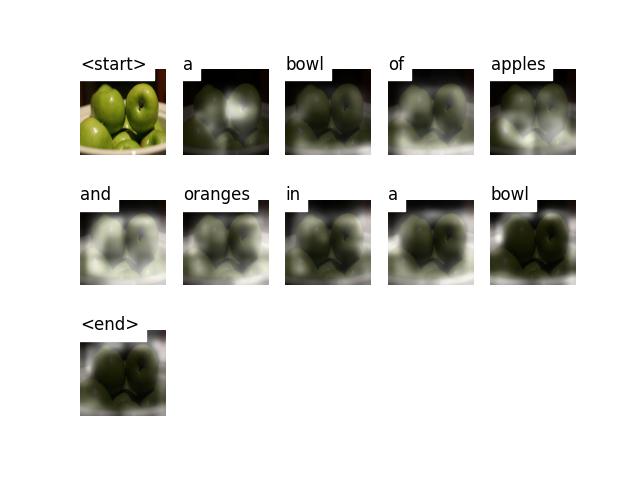 <start> a bowl of apples
and oranges in a bowl
<end>